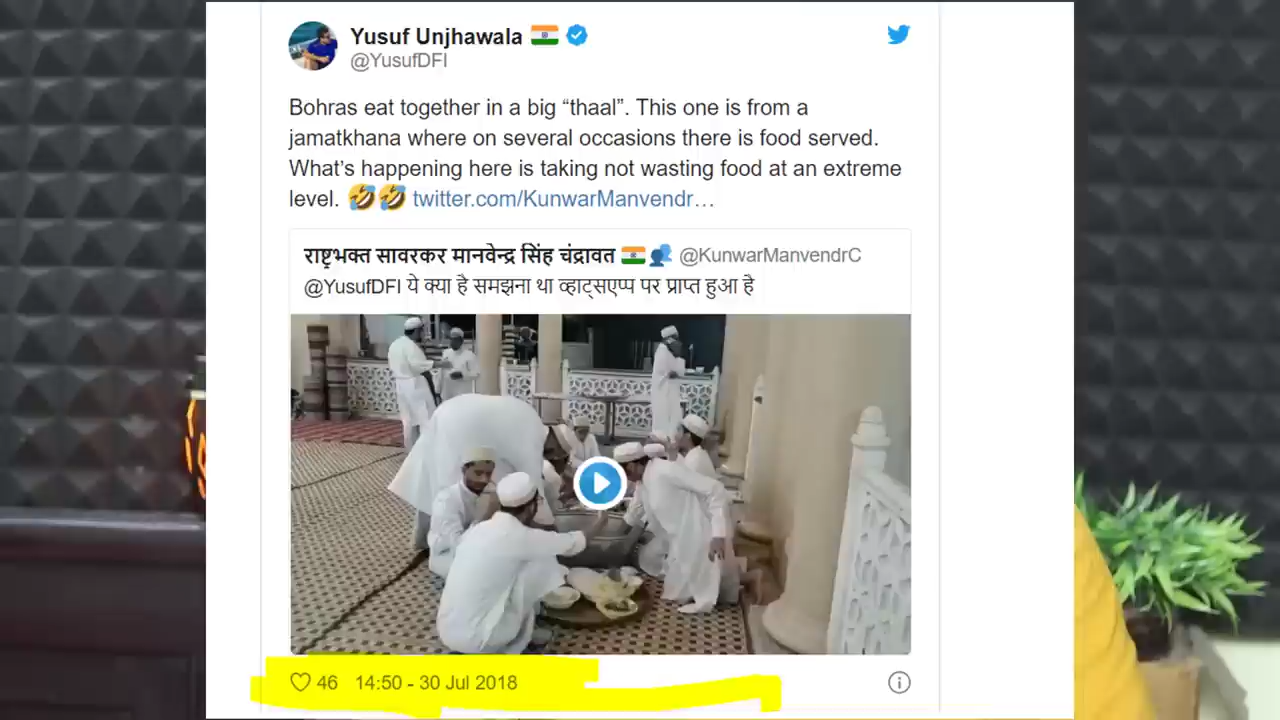 Yusuf Unjhawala
@YusufDFI
Bohras eat together in a big “thaal”. This one is from a
jamatkhana where on several occasions there is food served.
What’s happening here is taking not wasting food at an extreme
level. 🤣🤣 twitter.com/KunwarManvendr…
राष्ट्रभक्त सावरकर मानवेन्द्र सिंह चंद्रावत 🇮🇳👥 @KunwarManvendrC
@YusufDFI ये क्या है समझना था व्हाट्सएप्प पर प्राप्त हुआ है
46 14:50 - 30 Jul 2018